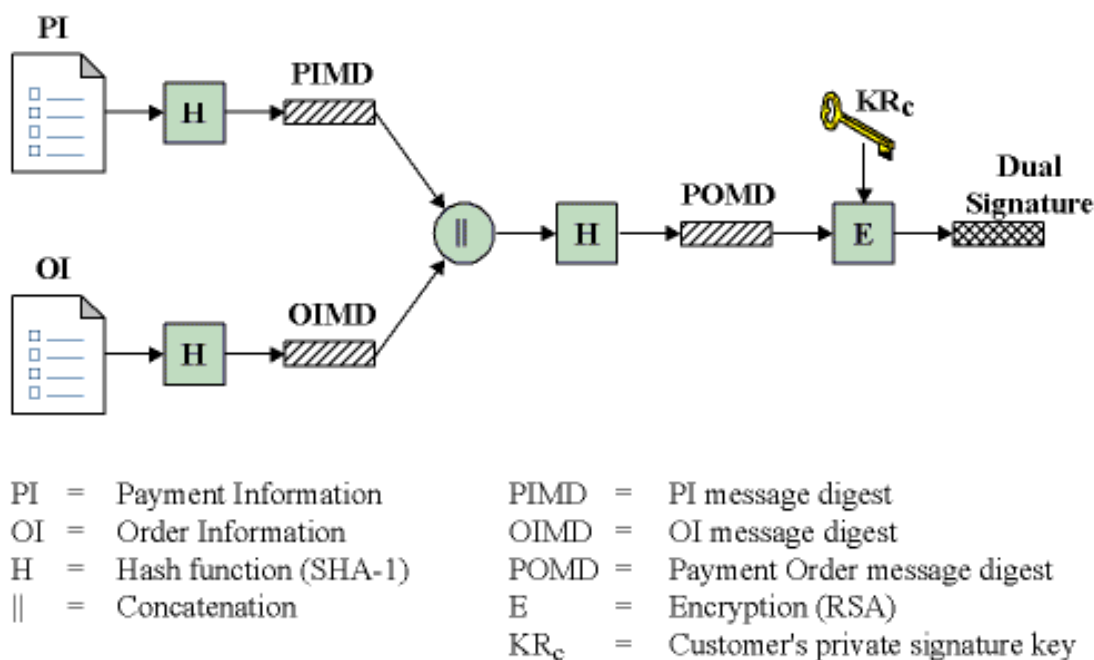 PI
H
PIMD
KRc
||
H
POMD
E
Dual
Signature
OI
H
OIMD
PI = Payment Information
OI = Order Information
H = Hash function (SHA-1)
|| = Concatenation
PIMD = PI message digest
OIMD = OI message digest
POMD = Payment Order message digest
E = Encryption (RSA)
KRc = Customer's private signature key